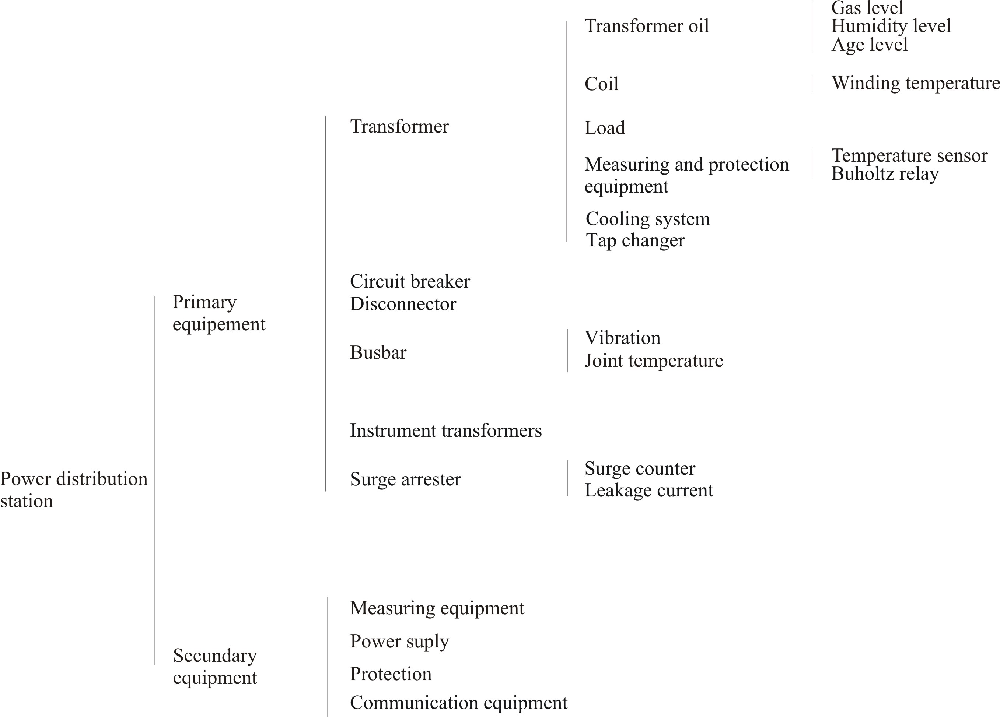 Gas level
Humidity level
Age level
Transformer oil
Coil
Winding temperature
Transformer
Load
Measuring and protection
equipment
Temperature sensor
Buholtz relay
Cooling system
Tap changer
Circuit breaker
Disconnector
Primary
equipement
Busbar
Vibration
Joint temperature
Instrument transformers
Power distribution
station
Surge arrester
Surge counter
Leakage current
Measuring equipment
Power suply
Secundary
equipment
Protection
Communication equipment